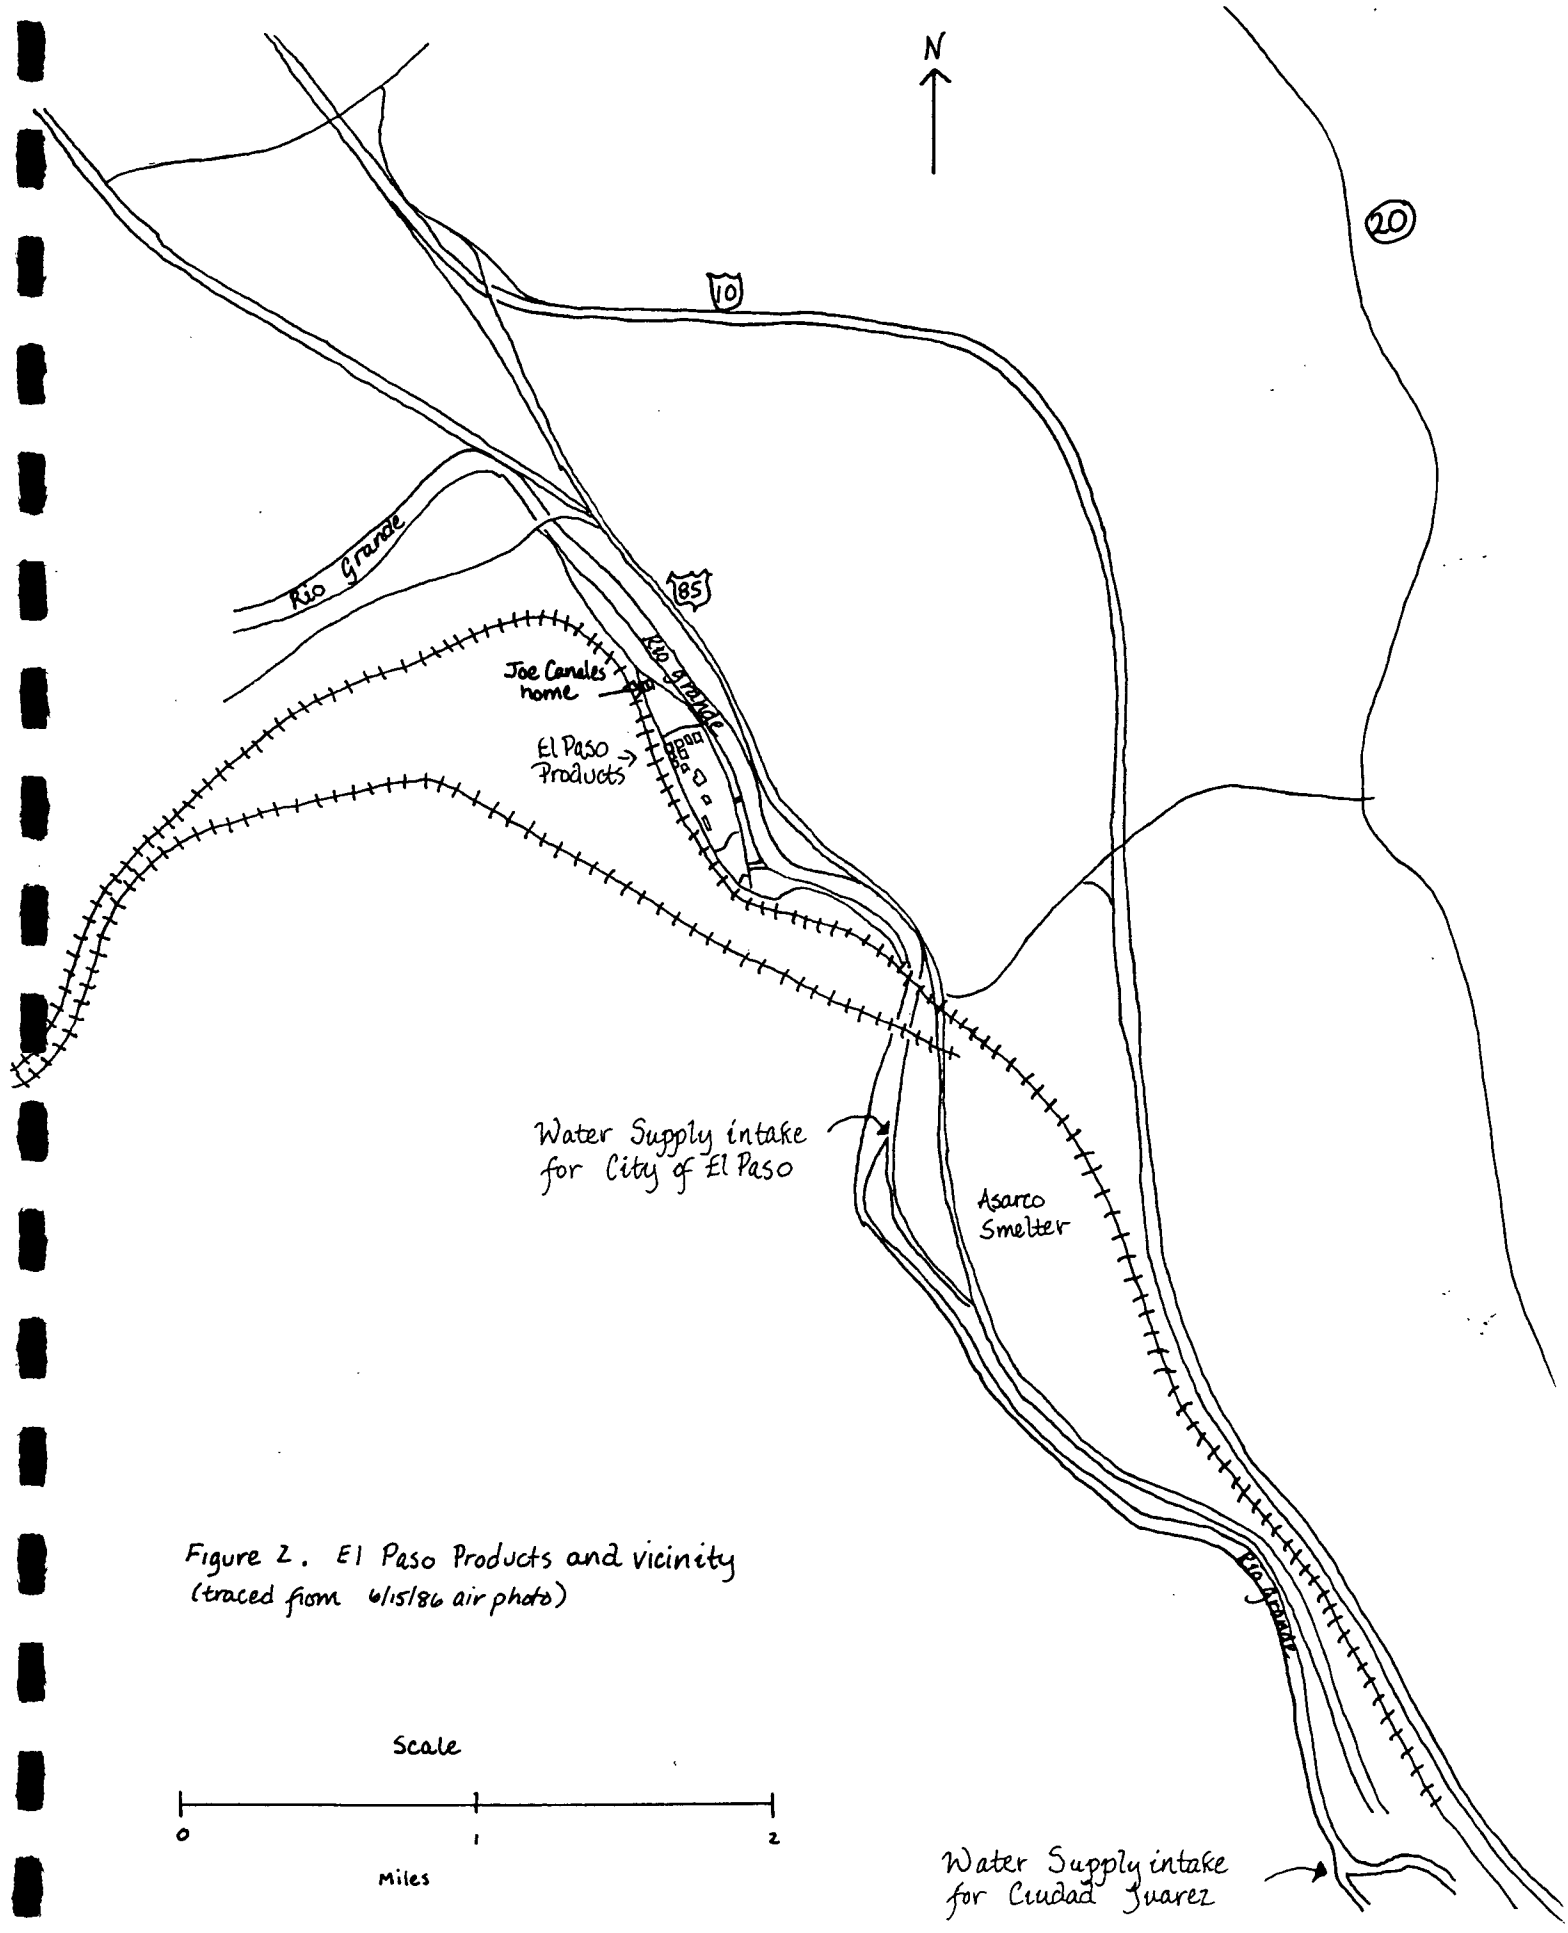 N
20
10
Rio Grande
85
Rio grande
Joe Canales
home
El Paso
Products
Water Supply intake
for City of El Paso
Asarco
Smelter
Figure 2. El Paso Products and vicinity
(traced from 6/15/86 air photo)
Rio grande
Scale
0 1 2
Miles
Water Supply intake
for Ciudad Juarez